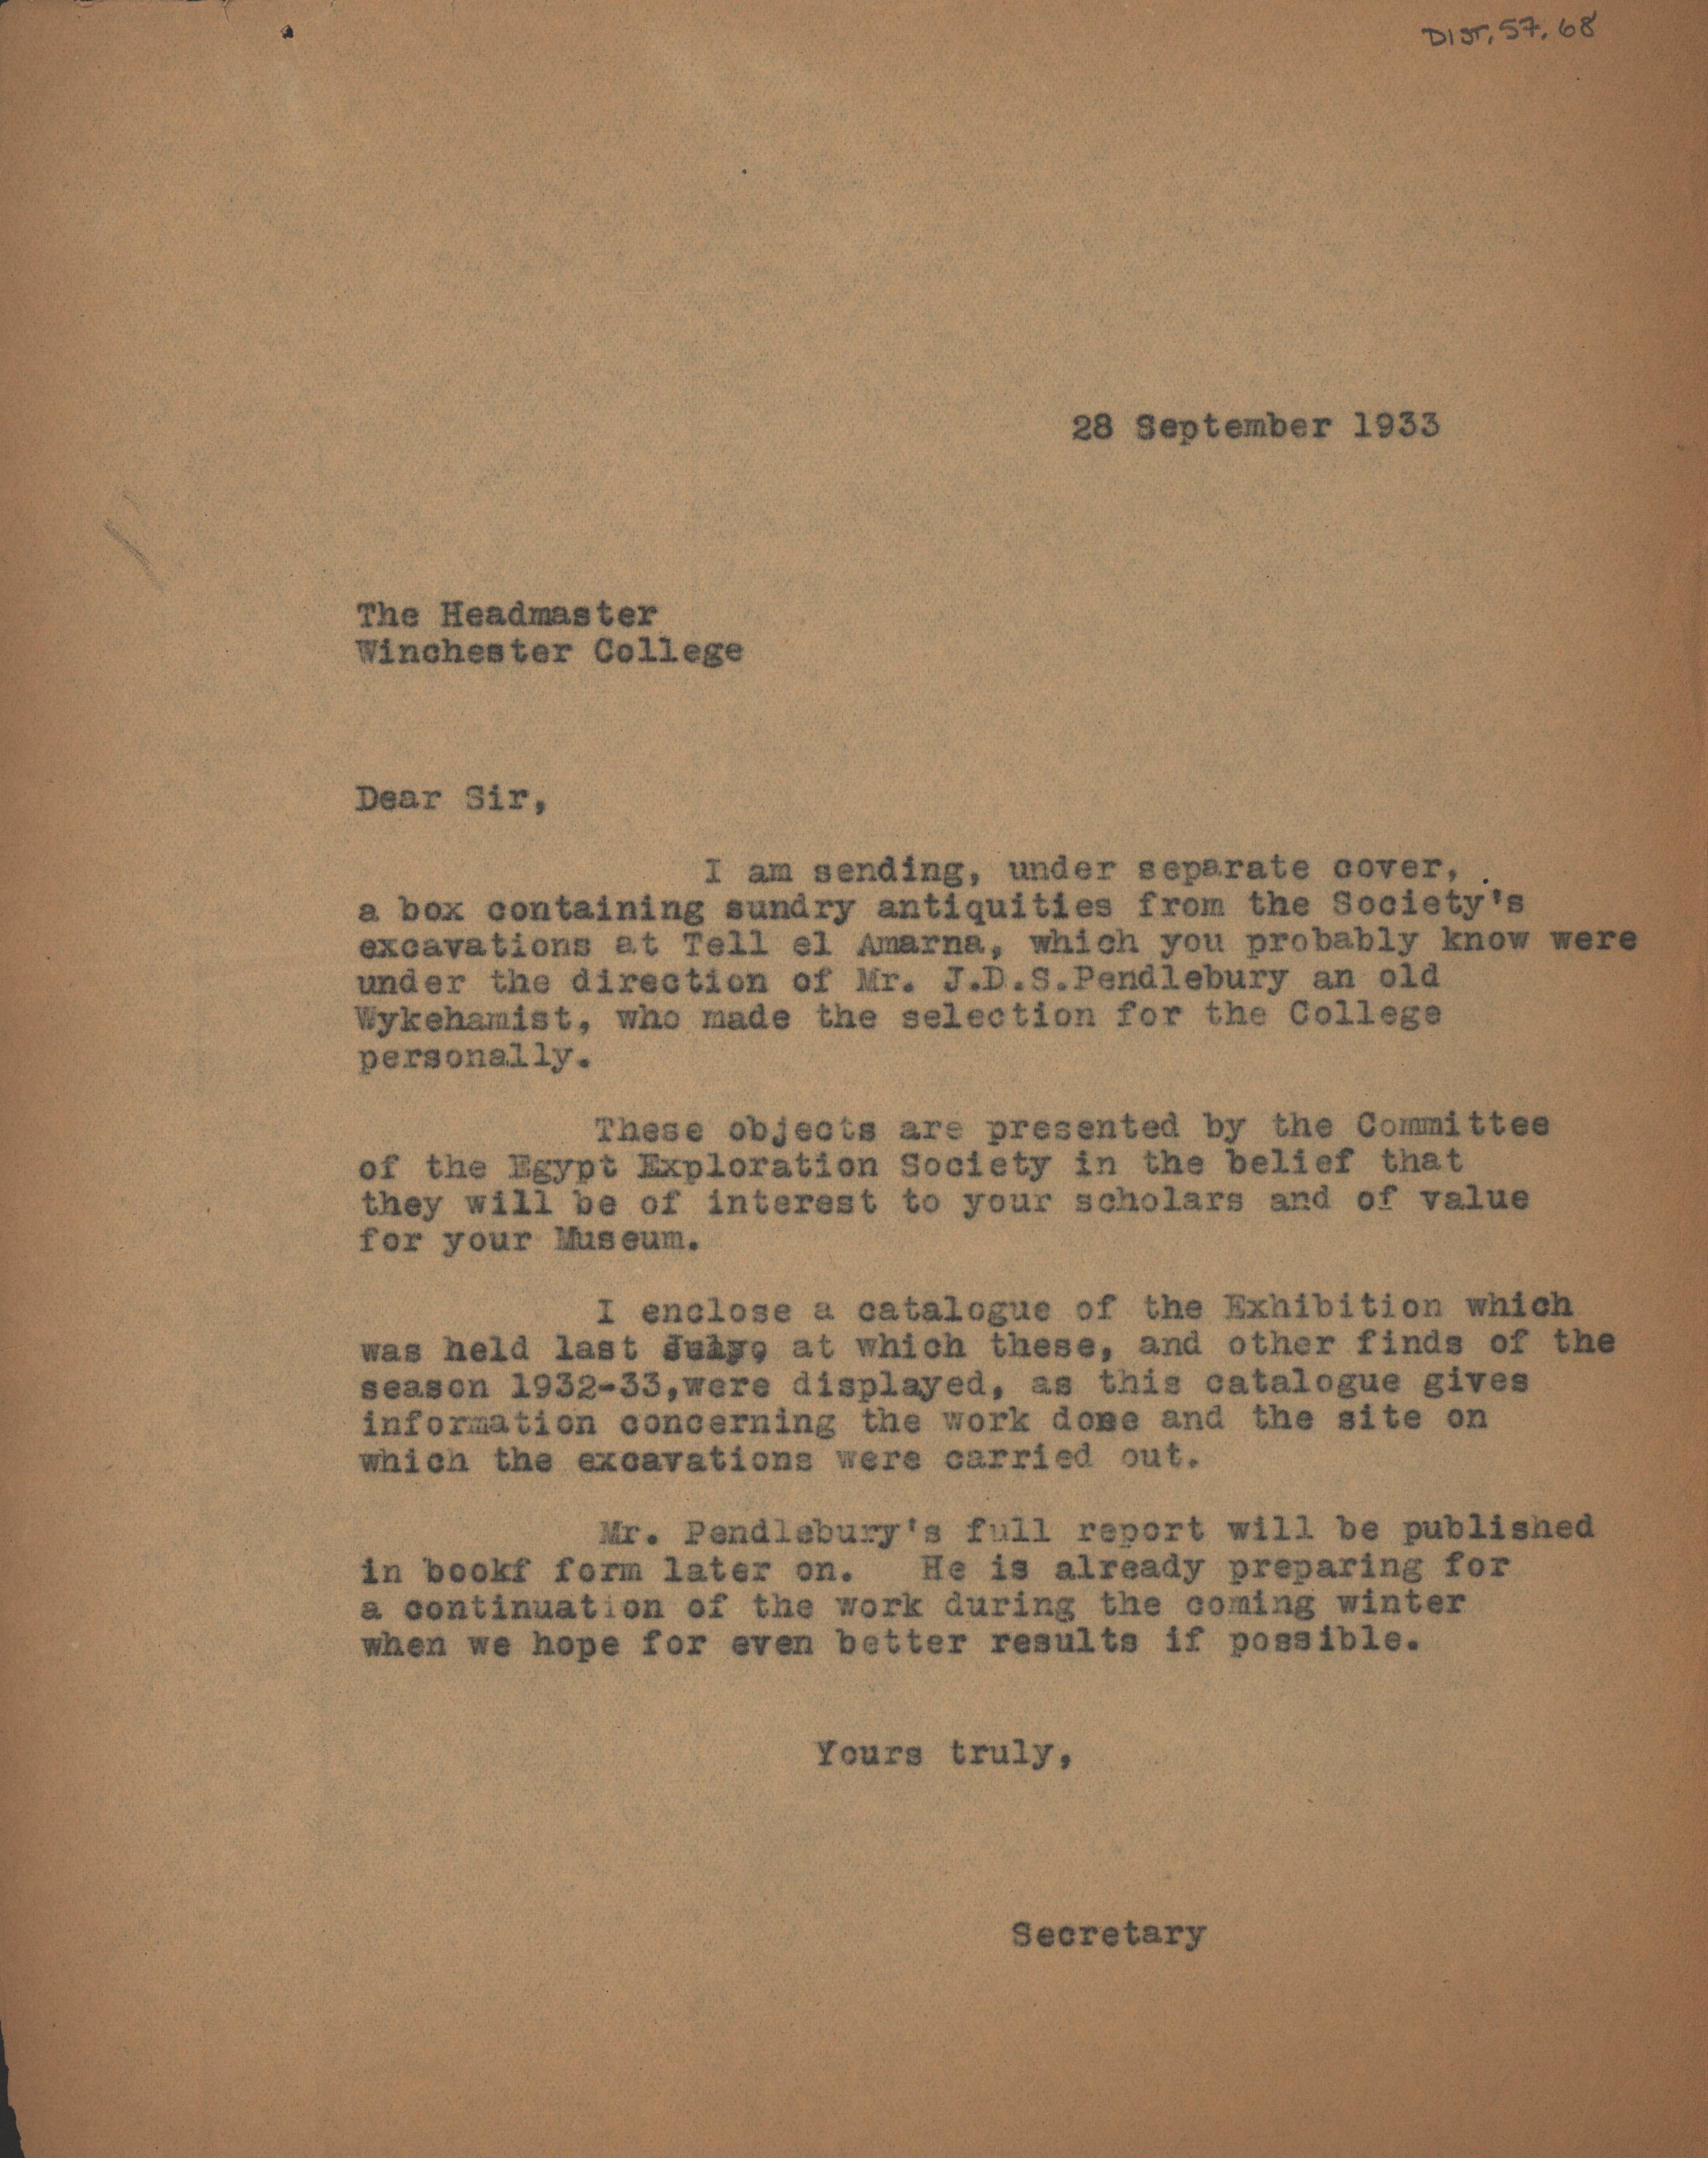 DIST.57.68
28 September 1933
The Headmaster
Winchester College
Dear Sir,
I am sending, under separate cover,
a box containing sundry antiquities from the Society's
excavations at Tell el Amarna, which you probably know were
under the direction of Mr. J.D.S.Pendlebury an old
Wykehamist, who made the selection for the College
personally.
These objects are presented by the Committee
of the Egypt Exploration Society in the belief that
they will be of interest to your scholars and of value
for your Museum.
I enclose a catalogue of the Exhibition which
was held last July, at which these, and other finds of the
season 1932-33,were displayed, as this catalogue gives
information concerning the work done and the site on
which the excavations were carried out.
Mr. Pendlebury's full report will be published
in bookf form later on. He is already preparing for
a continuation of the work during the coming winter
when we hope for even better results if possible.
Yours truly,
Secretary